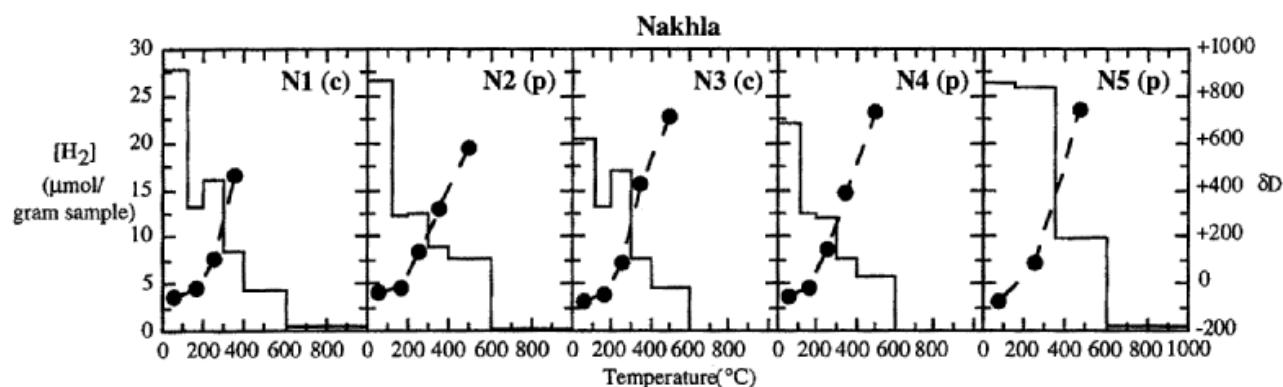 Nakhla
30 +1000
N1 (c) N2 (p) N3 (c) N4 (p) N5 (p)
25 +800
20 +600
[H2]
(μmol/
gram sample)
15 +400 δD
10 +200
5 0
0 -200
0 200 400 600 800 0 200 400 600 800 0 200 400 600 800 0 200 400 600 800 0 200 400 600 800 1000
Temperature(°C)